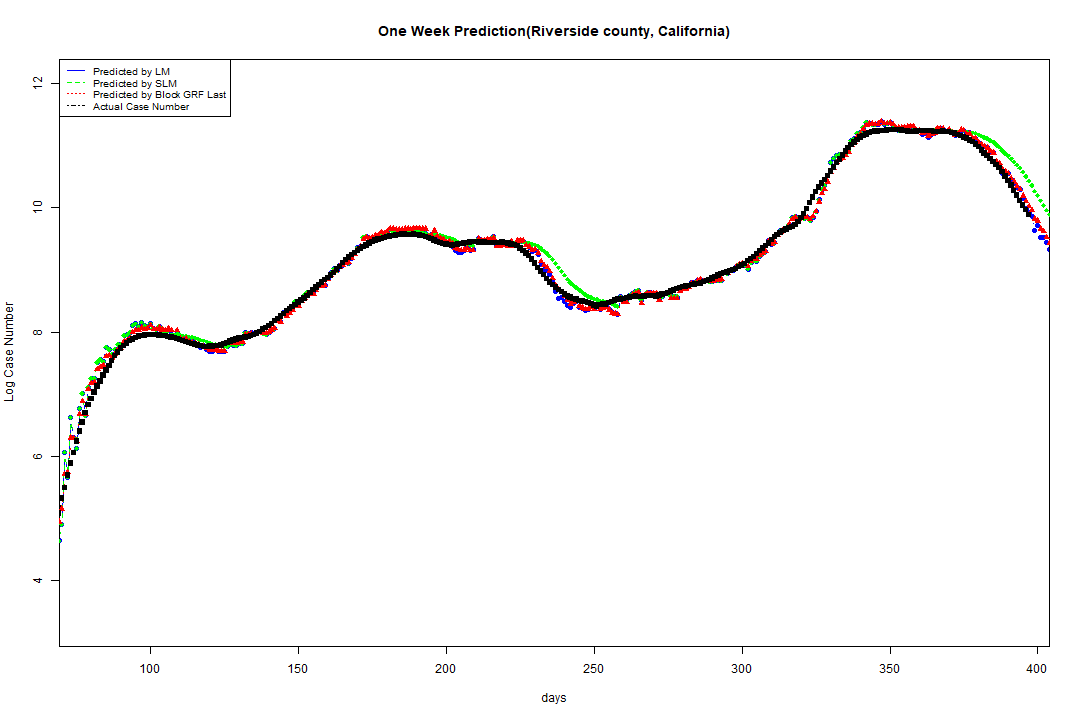 One Week Prediction(Riverside county, California)
Predicted by LM
Predicted by SLM
Predicted by Block GRF Last
Actual Case Number
12
10
8
6
4
Log Case Number
100 150 200 250 300 350 400
days